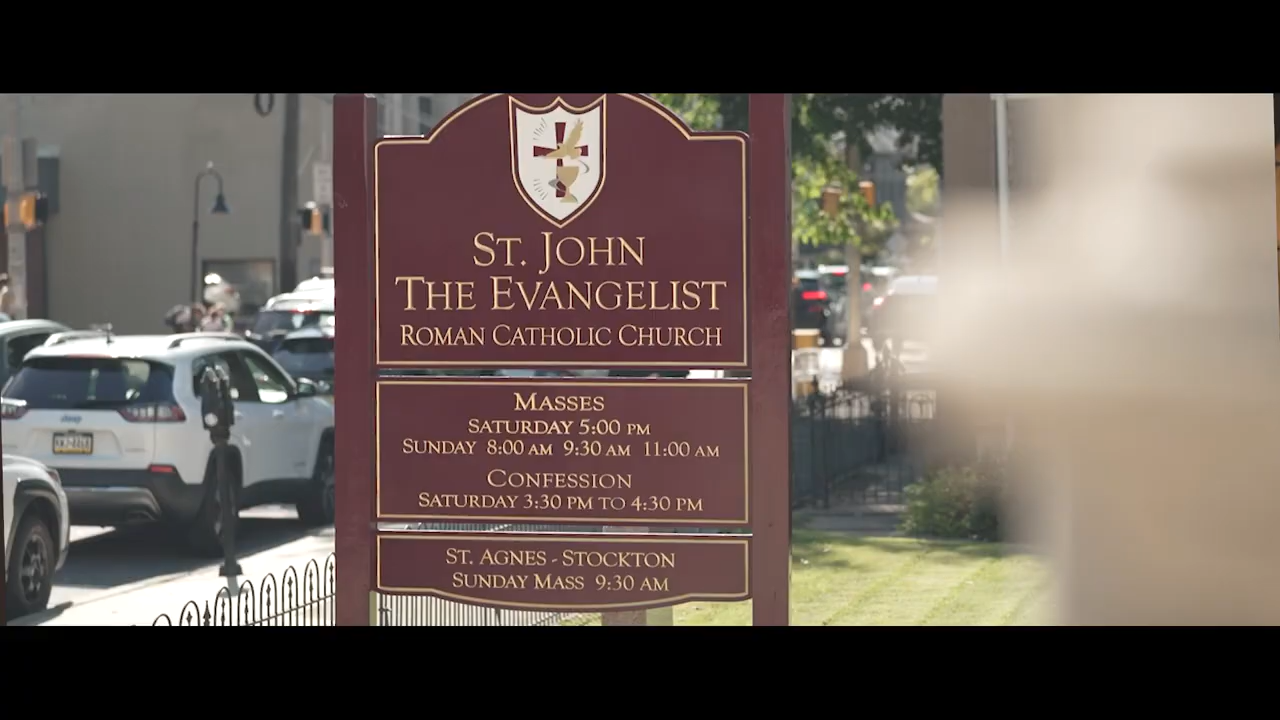 ST. JOHN
THE EVANGELIST
ROMAN CATHOLIC CHURCH
MASSES
SATURDAY 5:00 PM
SUNDAY 8:00 AM 9:30 AM 11:00 AM
CONFESSION
SATURDAY 3:30 PM TO 4:30 PM
ST. AGNES - STOCKTON
SUNDAY MASS 9:30 AM
Jeep